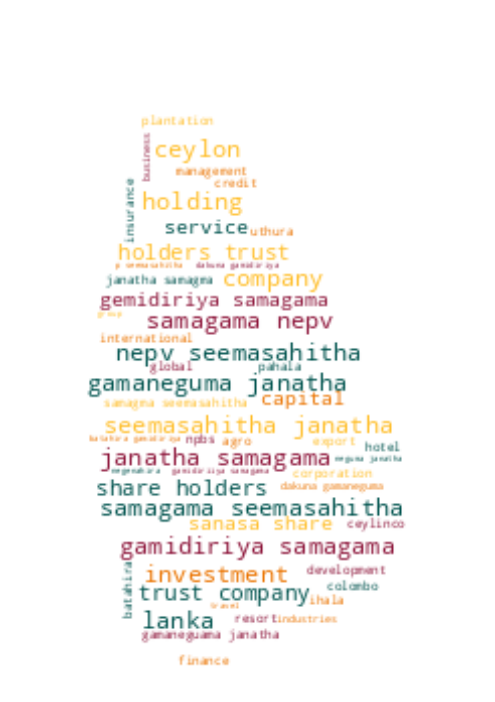 plantation
business
ceylon
management
credit
insurance
holding
service
uthura
holders trust
p seemasahitha
dakuna gamidiriya
janatha samagma
company
gemidiriya samagama
group
samagama nepv
international
nepv seemasahitha
global
pahala
gamaneguma janatha
capital
samagma seemasahitha
seemasahitha janatha
batahira gamidiriya
npbs
agro
export
hotel
janatha samagama
neguma janatha
negenahira
gamidiriya samagama
corporation
share holders
dakuna gamaneguma
samagama seemasahitha
sanasa share
ceylinco
gamidiriya samagama
batahira
investment
development
trust company
colombo
ihala
travel
lanka
resort
industries
gamaneguama janatha
finance